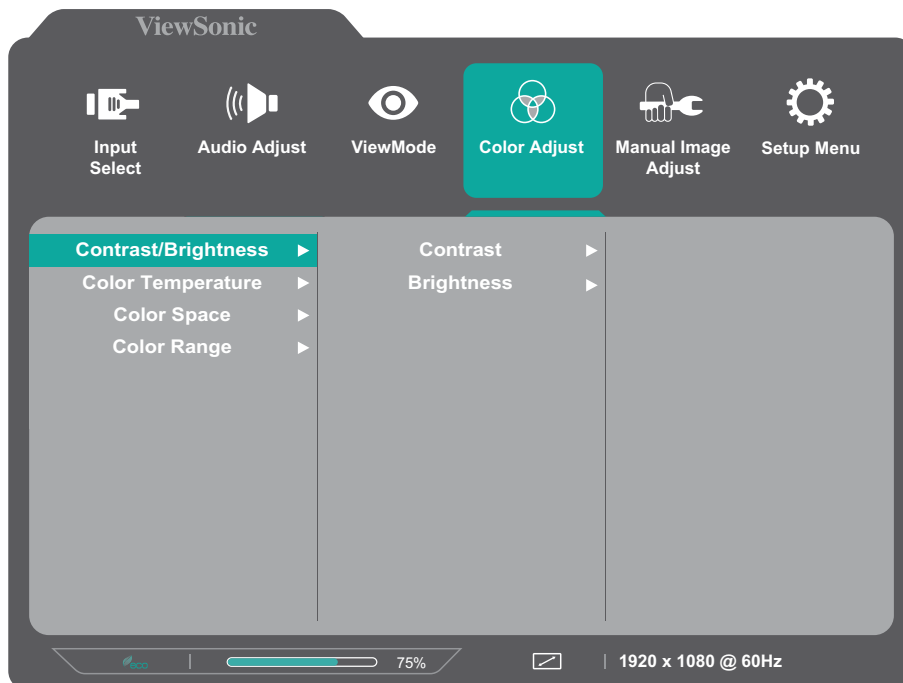 ViewSonic
Input Select
Audio Adjust
ViewMode
Color Adjust
Manual Image Adjust
Setup Menu
Contrast/Brightness
Color Temperature
Color Space
Color Range
Contrast
Brightness
eco
75%
1920 x 1080 @ 60Hz